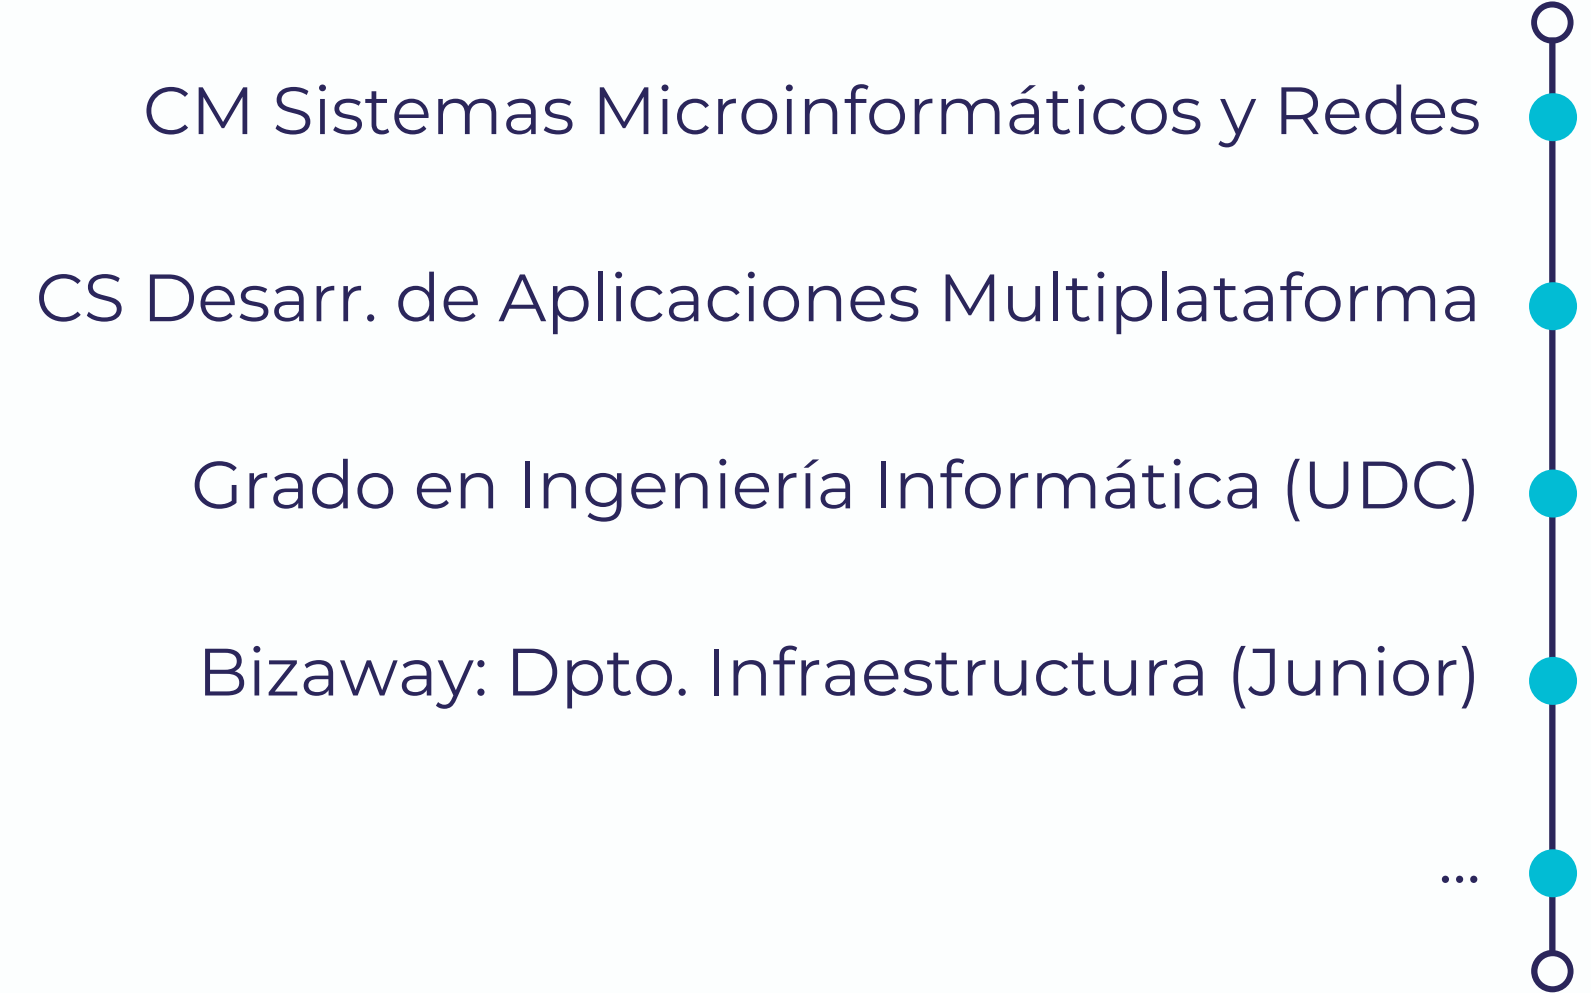 CM Sistemas Microinformáticos y Redes
CS Desarr. de Aplicaciones Multiplataforma
Grado en Ingeniería Informática (UDC)
Bizaway: Dpto. Infraestructura (Junior)
...